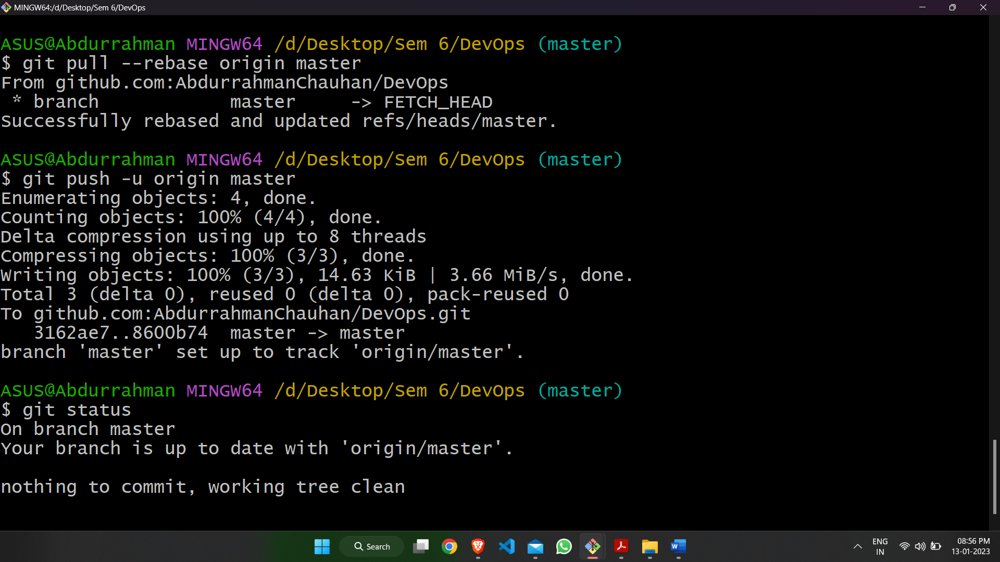 MINGW64:/d/Desktop/Sem 6/DevOps
ASUS@Abdurrahman MINGW64 /d/Desktop/Sem 6/DevOps (master)
$ git pull --rebase origin master
From github.com:AbdurrahmanChauhan/DevOps
 * branch            master     -> FETCH_HEAD
Successfully rebased and updated refs/heads/master.
ASUS@Abdurrahman MINGW64 /d/Desktop/Sem 6/DevOps (master)
$ git push -u origin master
Enumerating objects: 4, done.
Counting objects: 100% (4/4), done.
Delta compression using up to 8 threads
Compressing objects: 100% (3/3), done.
Writing objects: 100% (3/3), 14.63 KiB | 3.66 MiB/s, done.
Total 3 (delta 0), reused 0 (delta 0), pack-reused 0
To github.com:AbdurrahmanChauhan/DevOps.git
   3162ae7..8600b74  master -> master
branch 'master' set up to track 'origin/master'.
ASUS@Abdurrahman MINGW64 /d/Desktop/Sem 6/DevOps (master)
$ git status
On branch master
Your branch is up to date with 'origin/master'.
nothing to commit, working tree clean
Search
ENG
IN
08:56 PM
13-01-2023